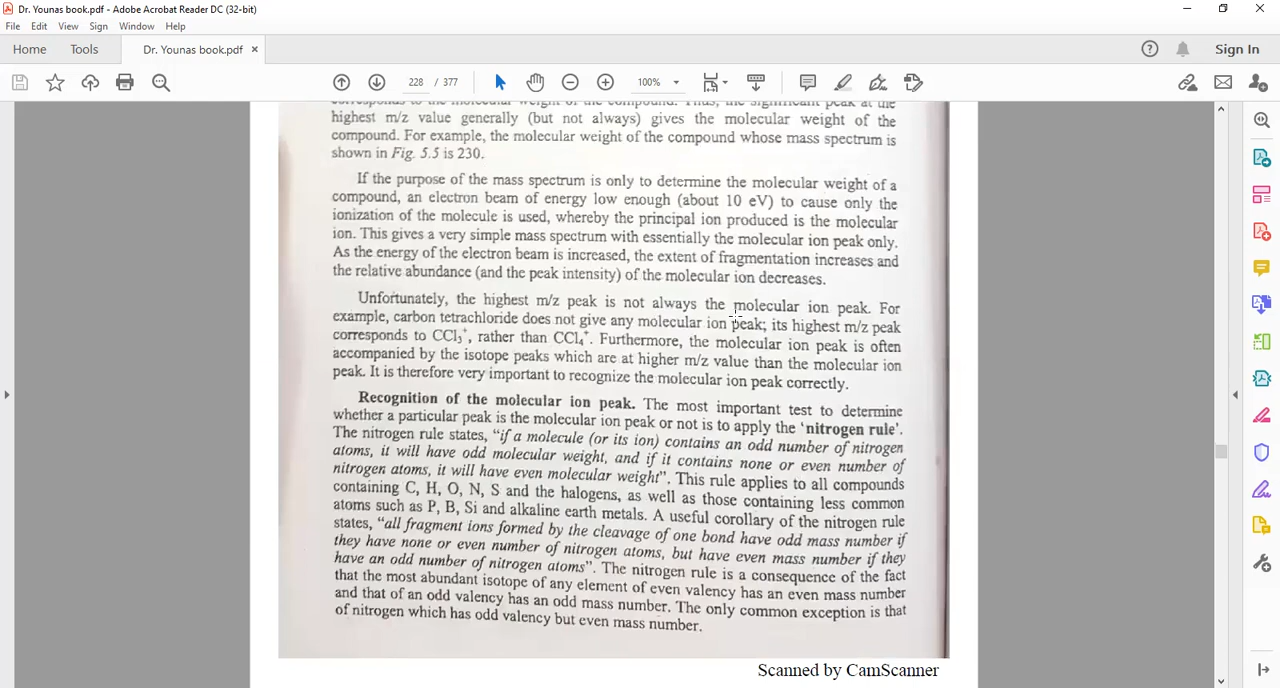 Dr. Younas book.pdf - Adobe Acrobat Reader DC (32-bit)
File Edit View Sign Window Help
Home Tools Dr. Younas book.pdf × Sign In
228 / 377 100%
corresponds to the molecular weight of the compound. Thus, the significant peak at the
highest m/z value generally (but not always) gives the molecular weight of the
compound. For example, the molecular weight of the compound whose mass spectrum is
shown in Fig. 5.5 is 230.
If the purpose of the mass spectrum is only to determine the molecular weight of a
compound, an electron beam of energy low enough (about 10 eV) to cause only the
ionization of the molecule is used, whereby the principal ion produced is the molecular
ion. This gives a very simple mass spectrum with essentially the molecular ion peak only.
As the energy of the electron beam is increased, the extent of fragmentation increases and
the relative abundance (and the peak intensity) of the molecular ion decreases.
Unfortunately, the highest m/z peak is not always the molecular ion peak. For
example, carbon tetrachloride does not give any molecular ion peak; its highest m/z peak
corresponds to CCl₃⁺, rather than CCl₄⁺. Furthermore, the molecular ion peak is often
accompanied by the isotope peaks which are at higher m/z value than the molecular ion
peak. It is therefore very important to recognize the molecular ion peak correctly.
Recognition of the molecular ion peak. The most important test to determine
whether a particular peak is the molecular ion peak or not is to apply the ‘nitrogen rule’.
The nitrogen rule states, “if a molecule (or its ion) contains an odd number of nitrogen
atoms, it will have odd molecular weight, and if it contains none or even number of
nitrogen atoms, it will have even molecular weight”. This rule applies to all compounds
containing C, H, O, N, S and the halogens, as well as those containing less common
atoms such as P, B, Si and alkaline earth metals. A useful corollary of the nitrogen rule
states, “all fragment ions formed by the cleavage of one bond have odd mass number if
they have none or even number of nitrogen atoms, but have even mass number if they
have an odd number of nitrogen atoms”. The nitrogen rule is a consequence of the fact
that the most abundant isotope of any element of even valency has an even mass number
and that of an odd valency has an odd mass number. The only common exception is that
of nitrogen which has odd valency but even mass number.
Scanned by CamScanner